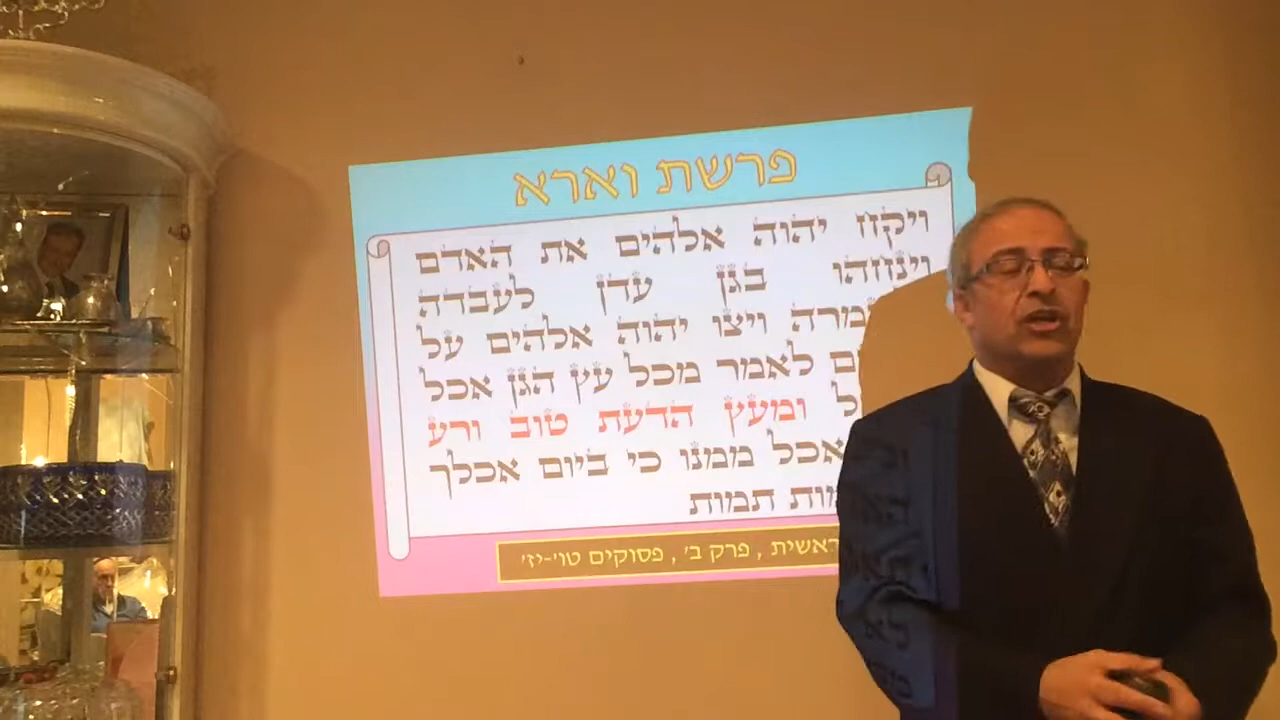 פרשת וארא
ויקח יהוה אלהים את האדם
וינחהו בגן עדן לעבדה
ויצו יהוה אלהים על
לאמר מכל עץ הגן אכל
ומעץ הדעת טוב ורע
אכל ממנו כי ביום אכלך
תמות
פרק ב׳, פסוקים טו׳-יז׳